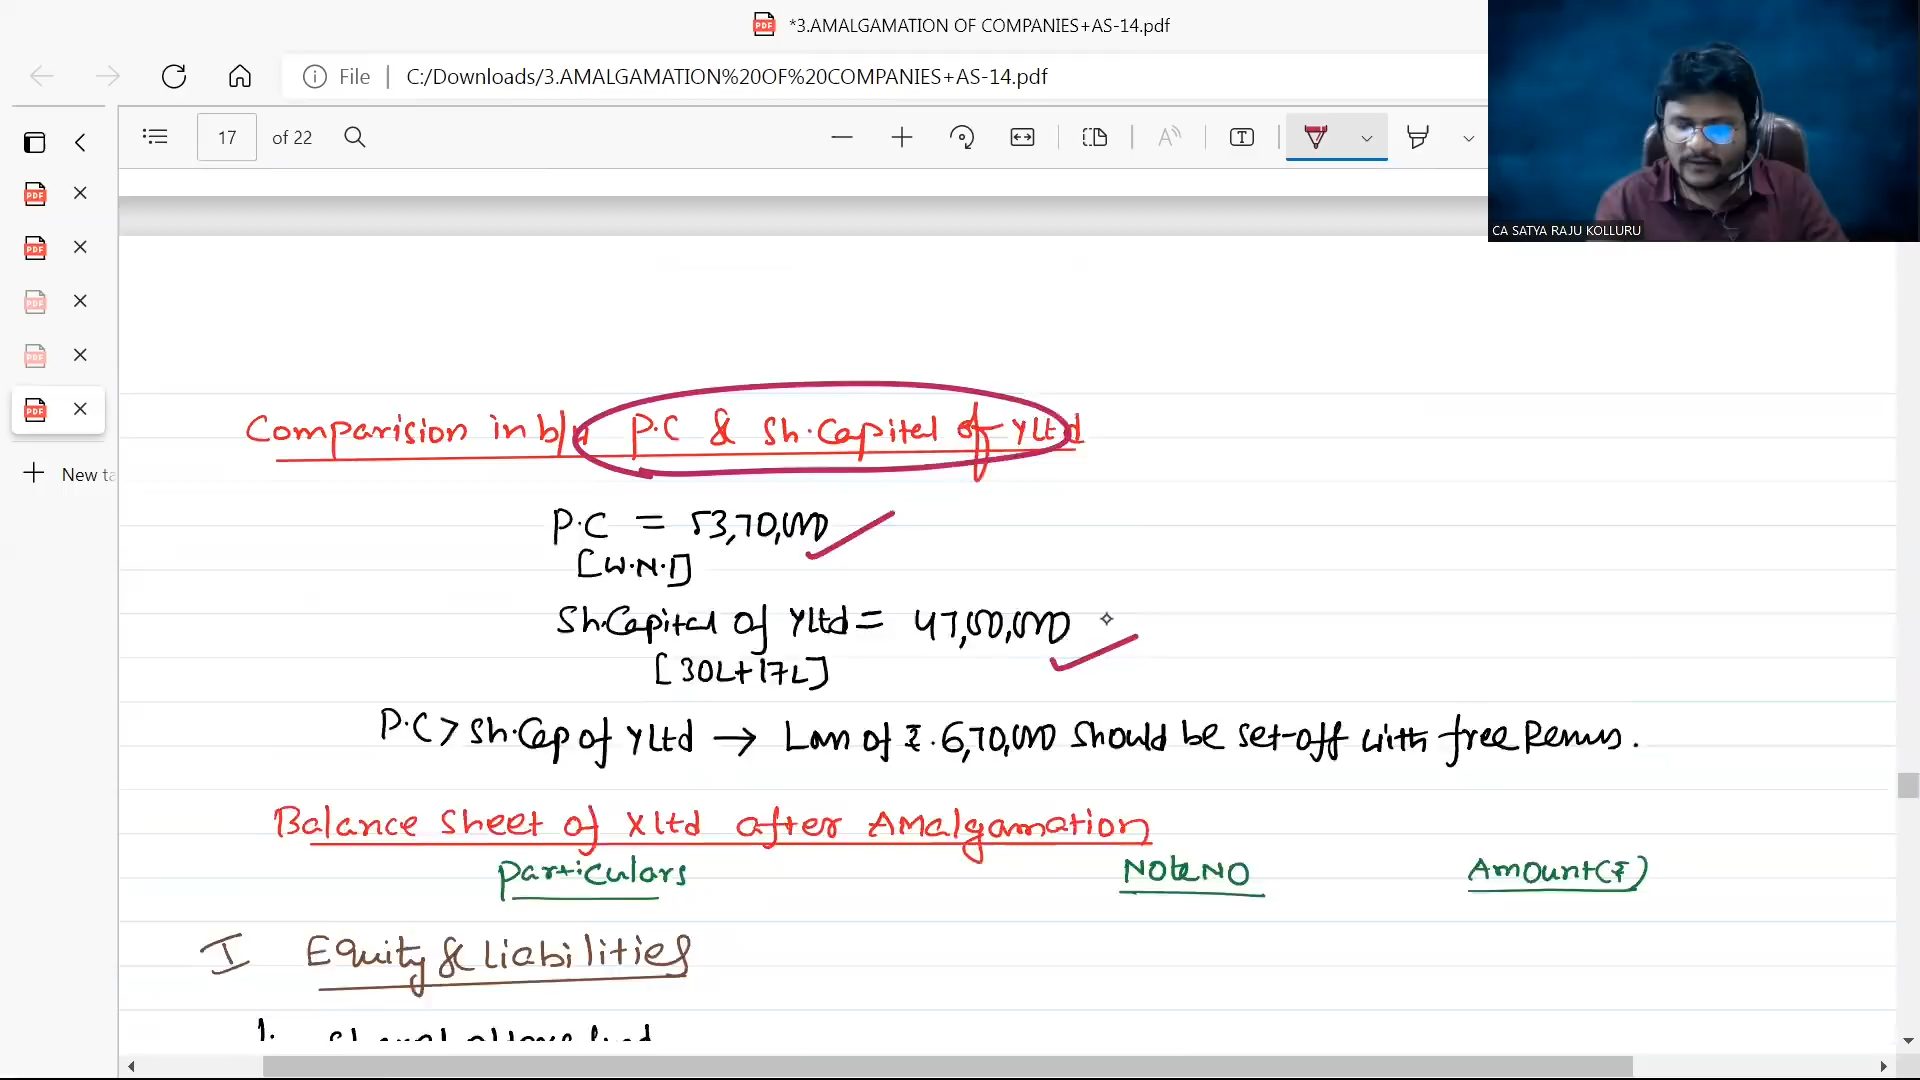 *3.AMALGAMATION OF COMPANIES+AS-14.pdf
File | C:/Downloads/3.AMALGAMATION%20OF%20COMPANIES+AS-14.pdf
17 of 22
CA SATYA RAJU KOLLURU
New ta
Comparision in b/n P.C & Sh.Capital of YLtd
P.C = 53,70,000
[W.N.1]
Sh.Capital of YLtd = 47,00,000
[30L+17L]
P.C > Sh.Cap of YLtd → of ₹.6,70,000 should be set-off with free
Balance Sheet of XLtd after Amalgamation
Particulars Note NO Amount(₹)
I Equity & Liabilities
1.